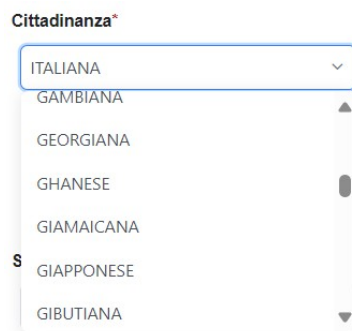 Cittadinanza*
ITALIANA
GAMBIANA
GEORGIANA
GHANESE
GIAMAICANA
S
GIAPPONESE
GIBUTIANA